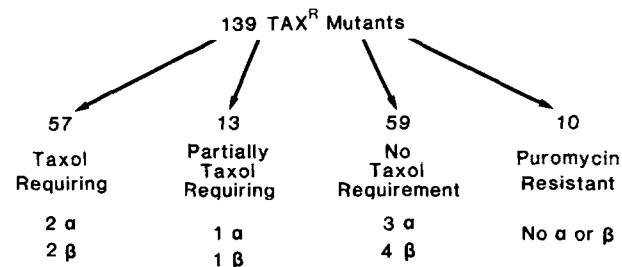 139 TAX^R Mutants
57
Taxol
Requiring
2 α
2 β
13
Partially
Taxol
Requiring
1 α
1 β
59
No
Taxol
Requirement
3 α
4 β
10
Puromycin
Resistant
No α or β